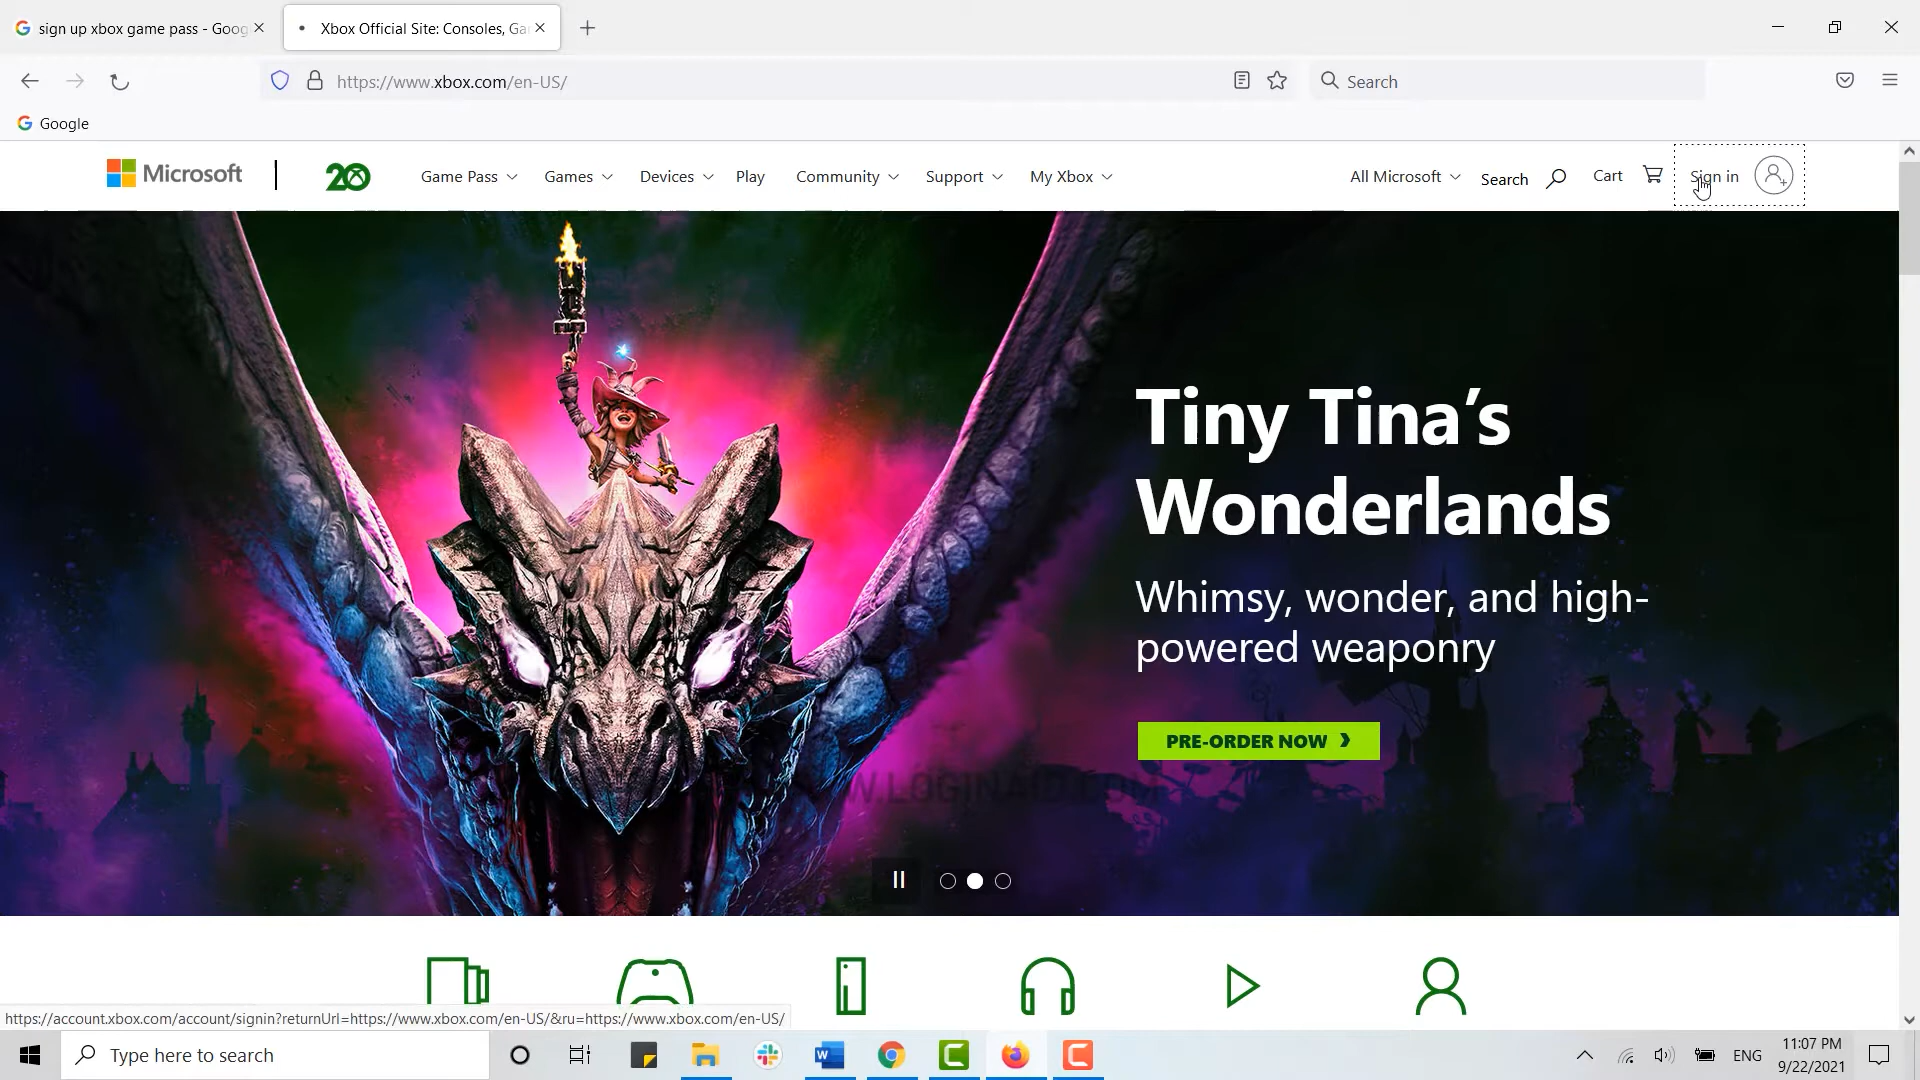 sign up xbox game pass - Goog
Xbox Official Site: Consoles, Ga
https://www.xbox.com/en-US/
Search
Google
Microsoft
20
Game Pass
Games
Devices
Play
Community
Support
My Xbox
All Microsoft
Search
Cart
Sign in
Tiny Tina's
Wonderlands
Whimsy, wonder, and high-
powered weaponry
PRE-ORDER NOW
W.LOGINAID.COM
https://account.xbox.com/account/signin?returnUrl=https://www.xbox.com/en-US/&ru=https://www.xbox.com/en-US/
Type here to search
ENG
11:07 PM
9/22/2021